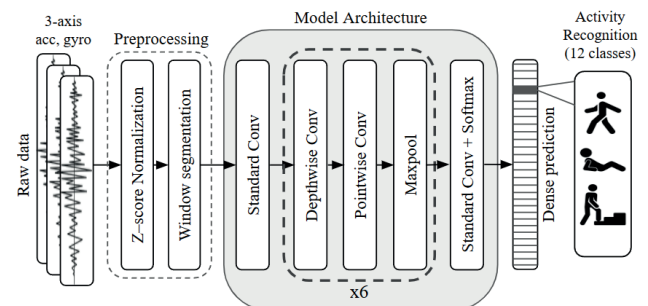 3-axis
acc, gyro
Raw data
Preprocessing
Z-score Normalization
Window segmentation
Model Architecture
Standard Conv
Depthwise Conv
Pointwise Conv
Maxpool
x6
Standard Conv + Softmax
Dense prediction
Activity
Recognition
(12 classes)